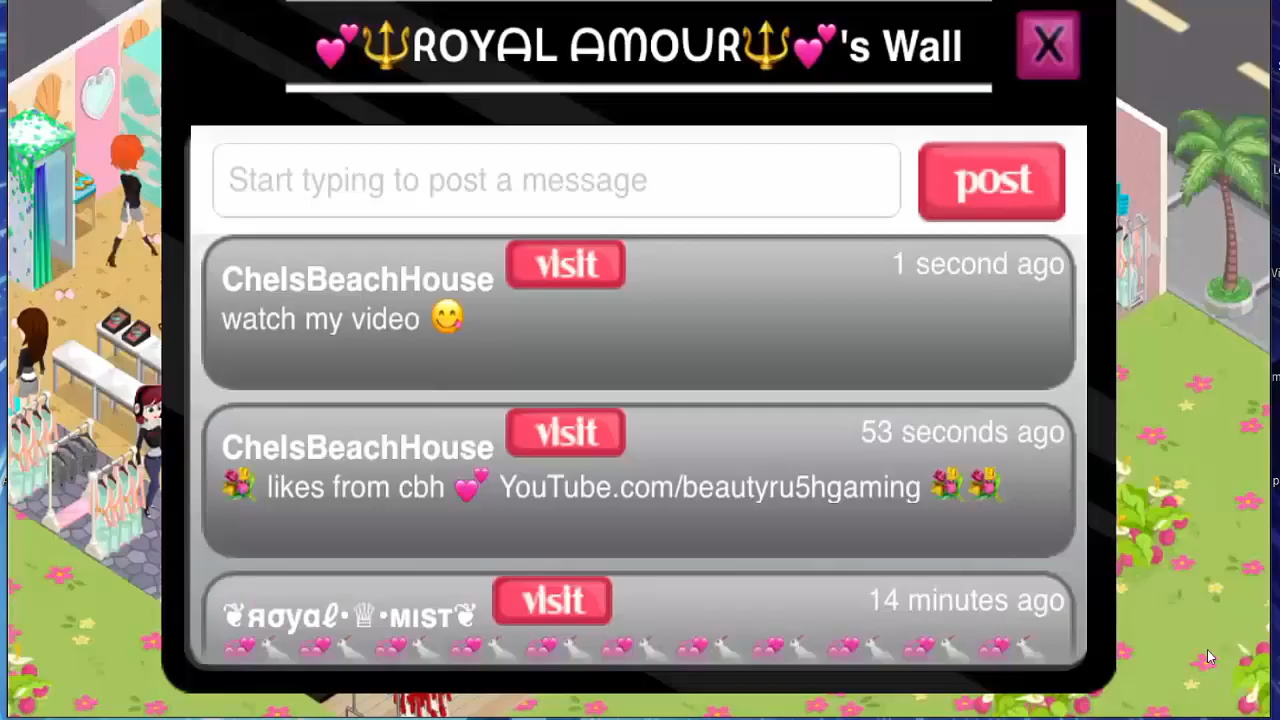 💕🔱ROYAL AMOUR🔱💕's Wall
X
Start typing to post a message
post
ChelsBeachHouse visit 1 second ago
watch my video 😋
ChelsBeachHouse visit 53 seconds ago
💐 likes from cbh 💕 YouTube.com/beautyru5hgaming 💐💐
❦яσуαℓ•♕•мιѕт❦ visit 14 minutes ago
💕🐇💕🐇💕🐇💕🐇💕🐇💕🐇💕🐇💕🐇💕🐇💕🐇💕🐇